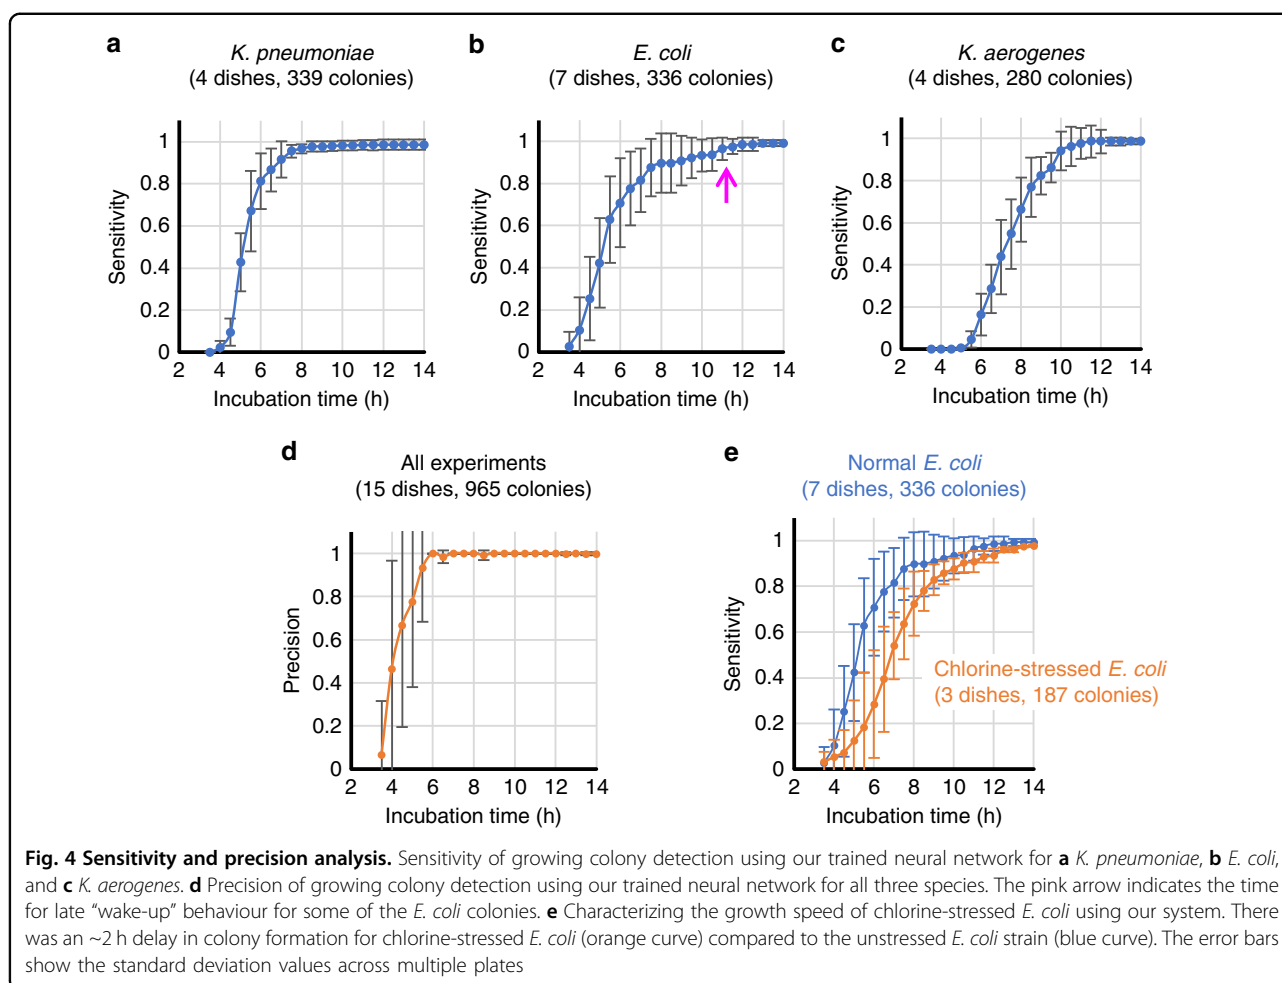 a
K. pneumoniae
(4 dishes, 339 colonies)
1
0.8
0.6
0.4
0.2
0
Sensitivity
2 4 6 8 10 12 14
Incubation time (h)
b
E. coli
(7 dishes, 336 colonies)
1
0.8
0.6
0.4
0.2
0
Sensitivity
2 4 6 8 10 12 14
Incubation time (h)
c
K. aerogenes
(4 dishes, 280 colonies)
1
0.8
0.6
0.4
0.2
0
Sensitivity
2 4 6 8 10 12 14
Incubation time (h)
d
All experiments
(15 dishes, 965 colonies)
1
0.8
0.6
0.4
0.2
0
Precision
2 4 6 8 10 12 14
Incubation time (h)
e
Normal E. coli
(7 dishes, 336 colonies)
1
0.8
0.6
0.4
0.2
0
Sensitivity
Chlorine-stressed E. coli
(3 dishes, 187 colonies)
2 4 6 8 10 12 14
Incubation time (h)
Fig. 4 Sensitivity and precision analysis. Sensitivity of growing colony detection using our trained neural network for a K. pneumoniae, b E. coli,
and c K. aerogenes. d Precision of growing colony detection using our trained neural network for all three species. The pink arrow indicates the time
for late “wake-up” behaviour for some of the E. coli colonies. e Characterizing the growth speed of chlorine-stressed E. coli using our system. There
was an ~2 h delay in colony formation for chlorine-stressed E. coli (orange curve) compared to the unstressed E. coli strain (blue curve). The error bars
show the standard deviation values across multiple plates